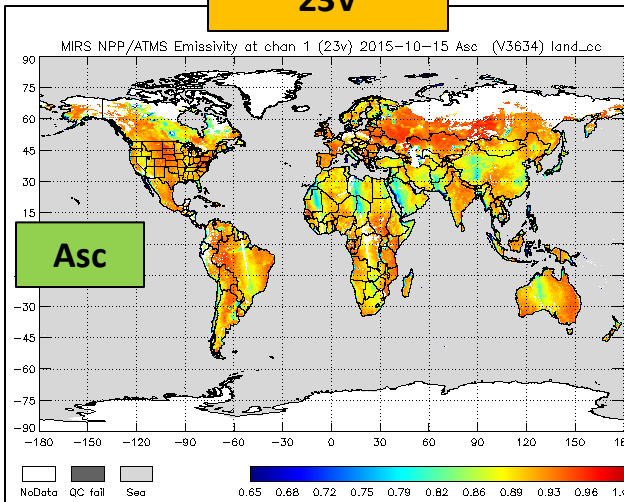 23v
MIRS NPP/ATMS Emissivity at chan 1 (23v) 2015-10-15 Asc (V3634) land_cc
90
75
60
45
30
15
Asc
-30
-45
-60
-75
-90
-180 -150 -120 -90 -60 -30 0 30 60 90 120 150
NoData QC fail Sea
0.65 0.68 0.72 0.75 0.79 0.82 0.86 0.89 0.93 0.96